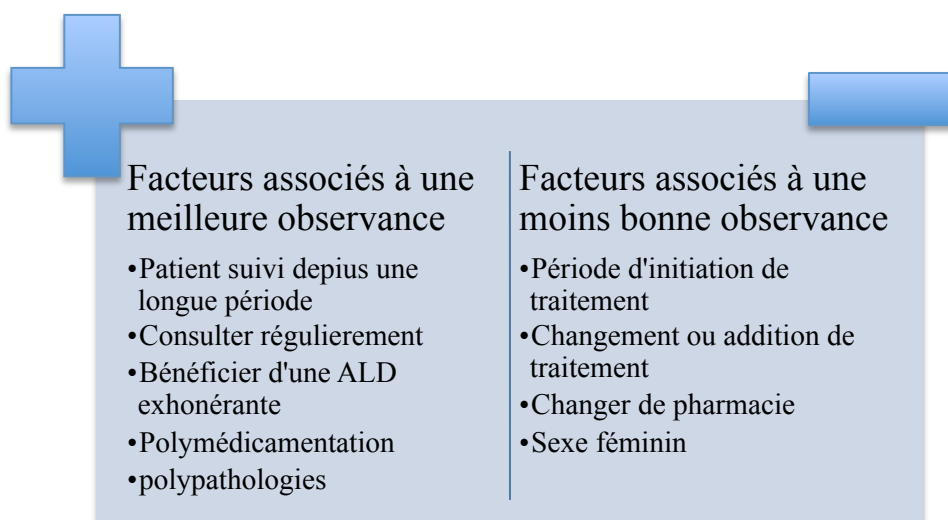 Facteurs associés à une
meilleure observance
•Patient suivi depius une
longue période
•Consulter régulierement
•Bénéficier d'une ALD
exhonérante
•Polymédicamentation
•polypathologies
Facteurs associés à une
moins bonne observance
•Période d'initiation de
traitement
•Changement ou addition de
traitement
•Changer de pharmacie
•Sexe féminin